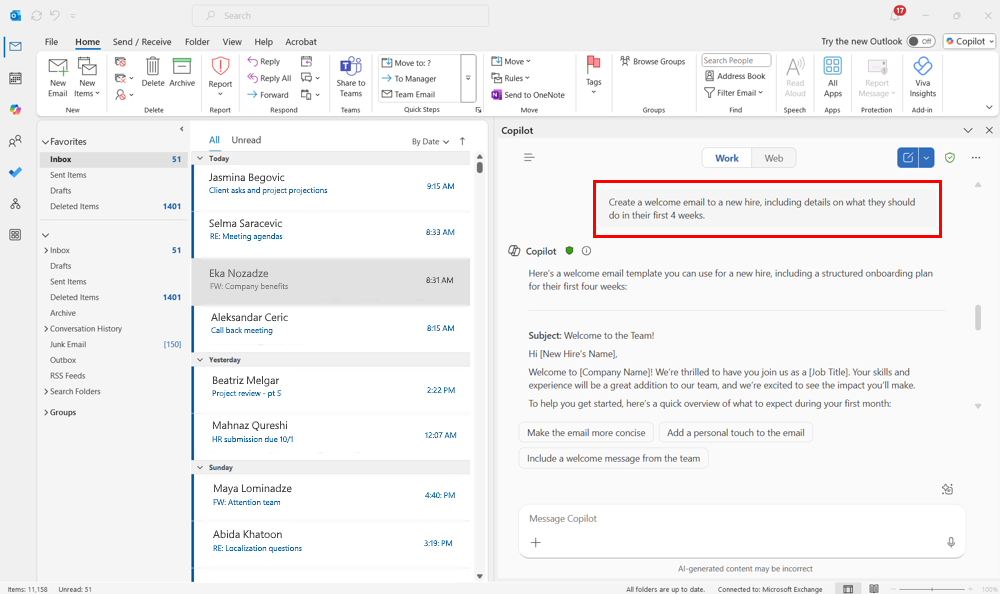 Search
17
File Home Send / Receive Folder View Help Acrobat
Try the new Outlook Off Copilot
New Email
New Items
New
Delete
Archive
Delete
Report
Report
Reply
Reply All
Forward
Respond
Share to Teams
Teams
Move to: ?
To Manager
Team Email
Quick Steps
Move
Rules
Send to OneNote
Move
Tags
Browse Groups
Groups
Search People
Address Book
Filter Email
Find
Read Aloud
Speech
All Apps
Apps
Report Message
Protection
Viva Insights
Add-in
Favorites
Inbox 51
Sent Items
Drafts
Deleted Items 1401
Inbox 51
Drafts
Sent Items
Deleted Items 1401
Archive
Conversation History
Junk Email [150]
Outbox
RSS Feeds
Search Folders
Groups
All Unread By Date
Today
Jasmina Begovic
Client asks and project projections 9:15 AM
Selma Saracevic
RE: Meeting agendas 8:33 AM
Eka Nozadze
FW: Company benefits 8:31 AM
Aleksandar Ceric
Call back meeting 8:15 AM
Yesterday
Beatriz Melgar
Project review - pt 5 2:22 PM
Mahnaz Qureshi
HR submission due 10/1 12:07 AM
Sunday
Maya Lominadze
FW: Attention team 4:40: PM
Abida Khatoon
RE: Localization questions 3:19: PM
Copilot
Work Web
Create a welcome email to a new hire, including details on what they should
do in their first 4 weeks.
Copilot
Here's a welcome email template you can use for a new hire, including a structured onboarding plan
for their first four weeks:
Subject: Welcome to the Team!
Hi [New Hire's Name],
Welcome to [Company Name]! We're thrilled to have you join us as a [Job Title]. Your skills and
experience will be a great addition to our team, and we're excited to see the impact you'll make.
To help you get started, here's a quick overview of what to expect during your first month:
Make the email more concise Add a personal touch to the email
Include a welcome message from the team
Message Copilot
AI-generated content may be incorrect
Items: 11,158 Unread: 51 All folders are up to date. Connected to: Microsoft Exchange 100%